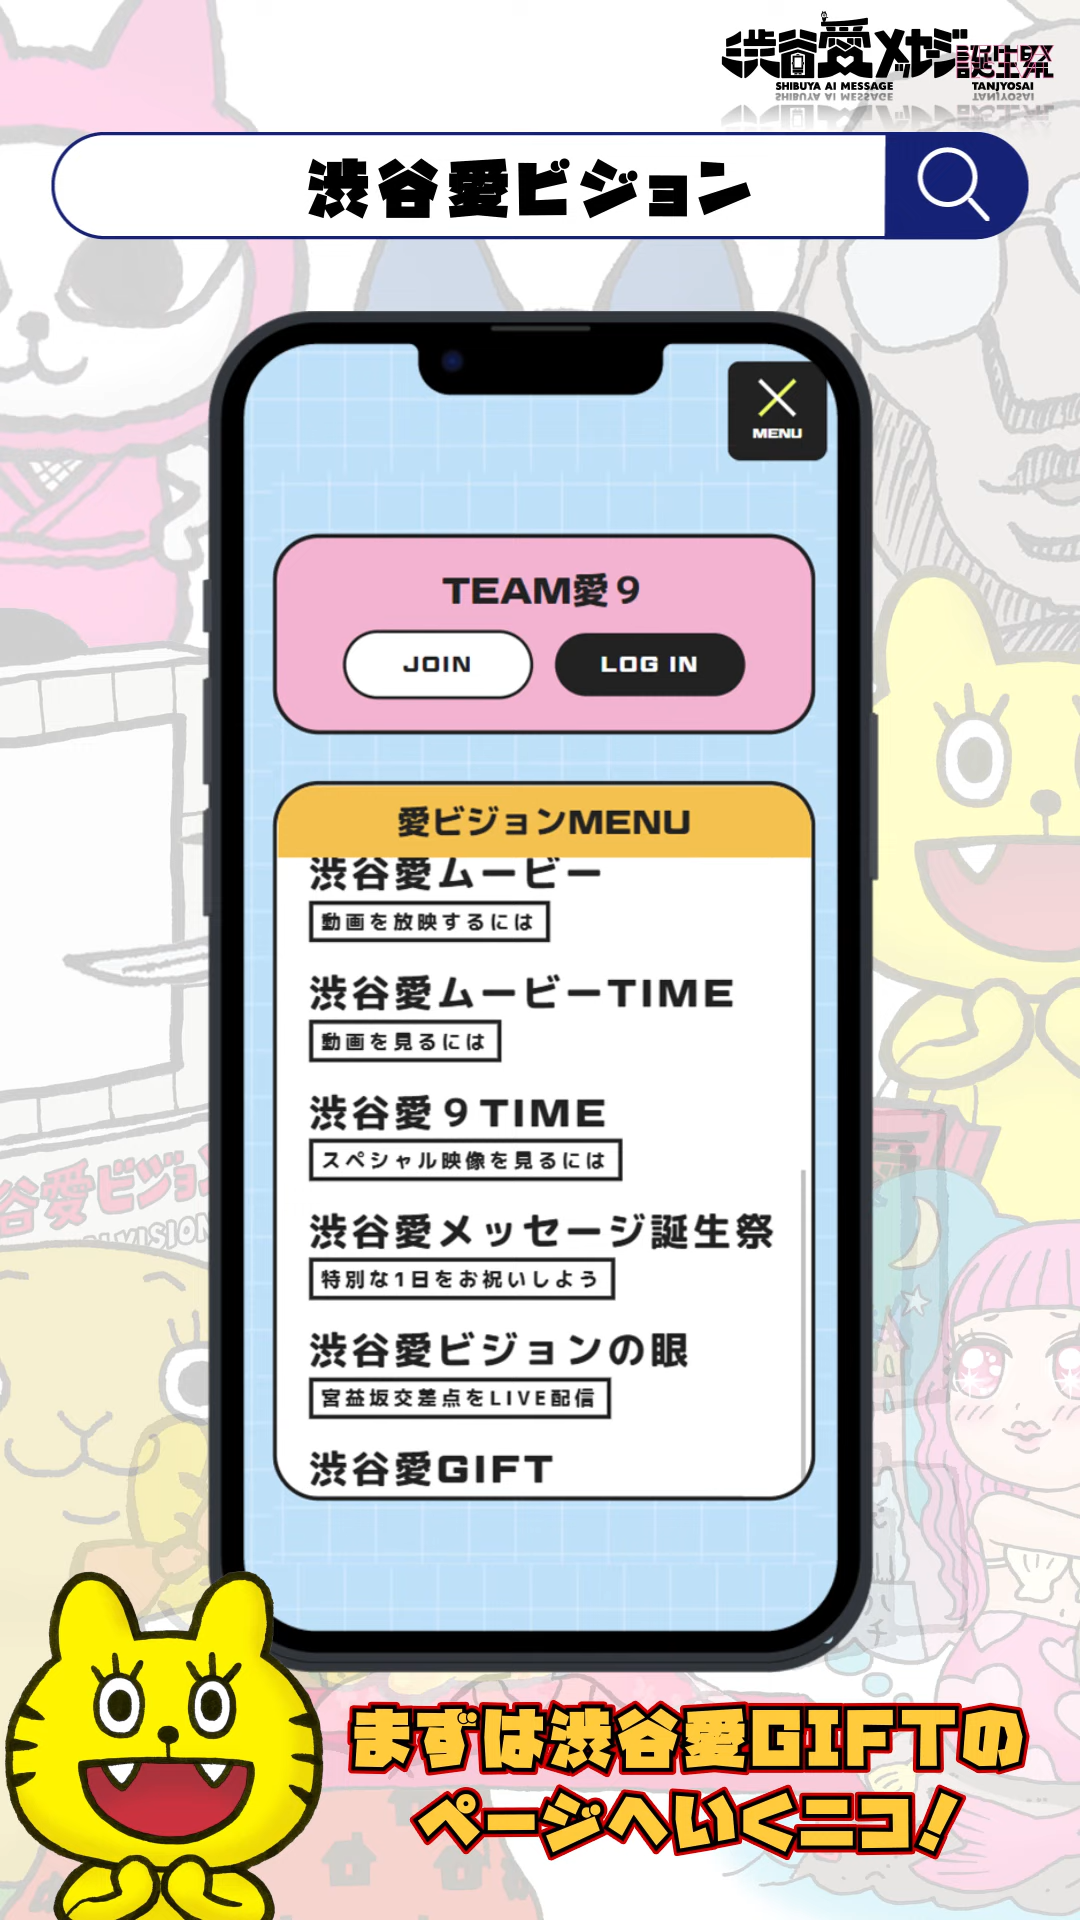 渋谷愛メッセージ誕生祭
SHIBUYA AI MESSAGE
TANJYOSAI
渋谷愛ビジョン
MENU
TEAM愛9
JOIN
LOG IN
愛ビジョンMENU
渋谷愛ムービー
動画を放映するには
渋谷愛ムービーTIME
動画を見るには
渋谷愛9TIME
スペシャル映像を見るには
渋谷愛メッセージ誕生祭
特別な1日をお祝いしよう
渋谷愛ビジョンの眼
宮益坂交差点をLIVE配信
渋谷愛GIFT
谷愛ビジョ
VISION
ハチ
まずは渋谷愛GIFTの
ページへいくニコ!